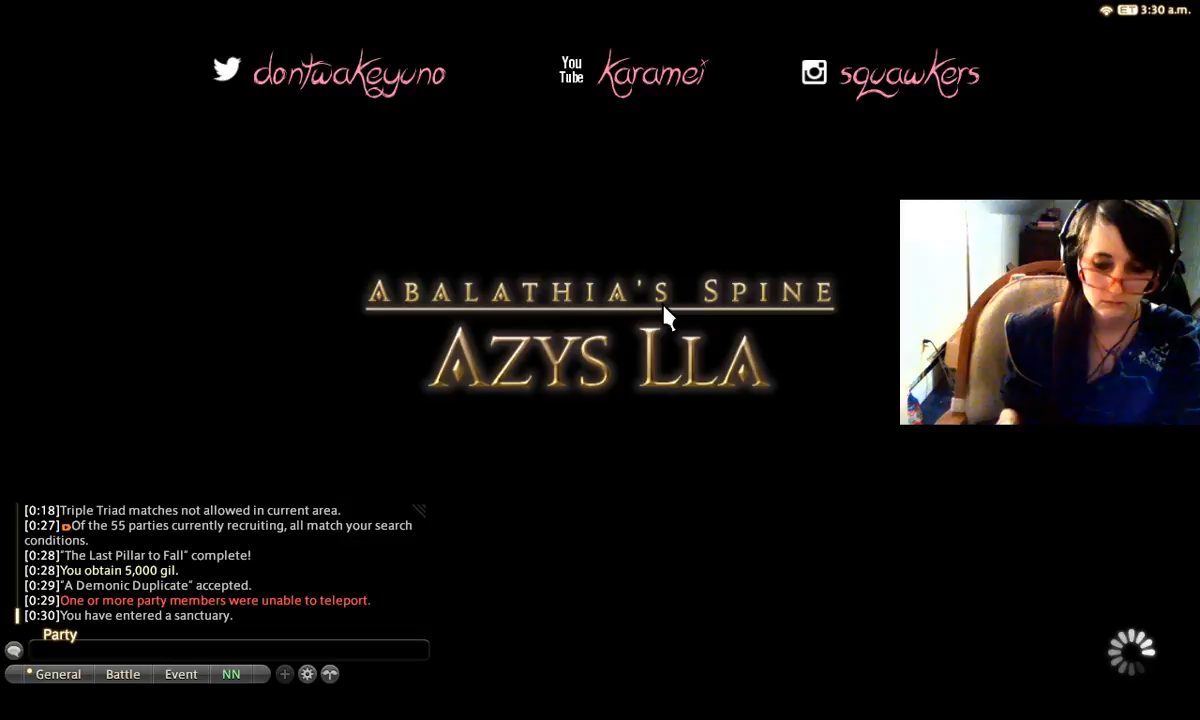 ET 3:30 a.m.
dontwakeyuno
You
Tube
karamei
squawkers
ABALATHIA'S SPINE
AZYS LLA
[0:18]Triple Triad matches not allowed in current area.
[0:27]Of the 55 parties currently recruiting, all match your search
conditions.
[0:28]"The Last Pillar to Fall" complete!
[0:28]You obtain 5,000 gil.
[0:29]"A Demonic Duplicate" accepted.
[0:29]One or more party members were unable to teleport.
[0:30]You have entered a sanctuary.
Party
General Battle Event NN